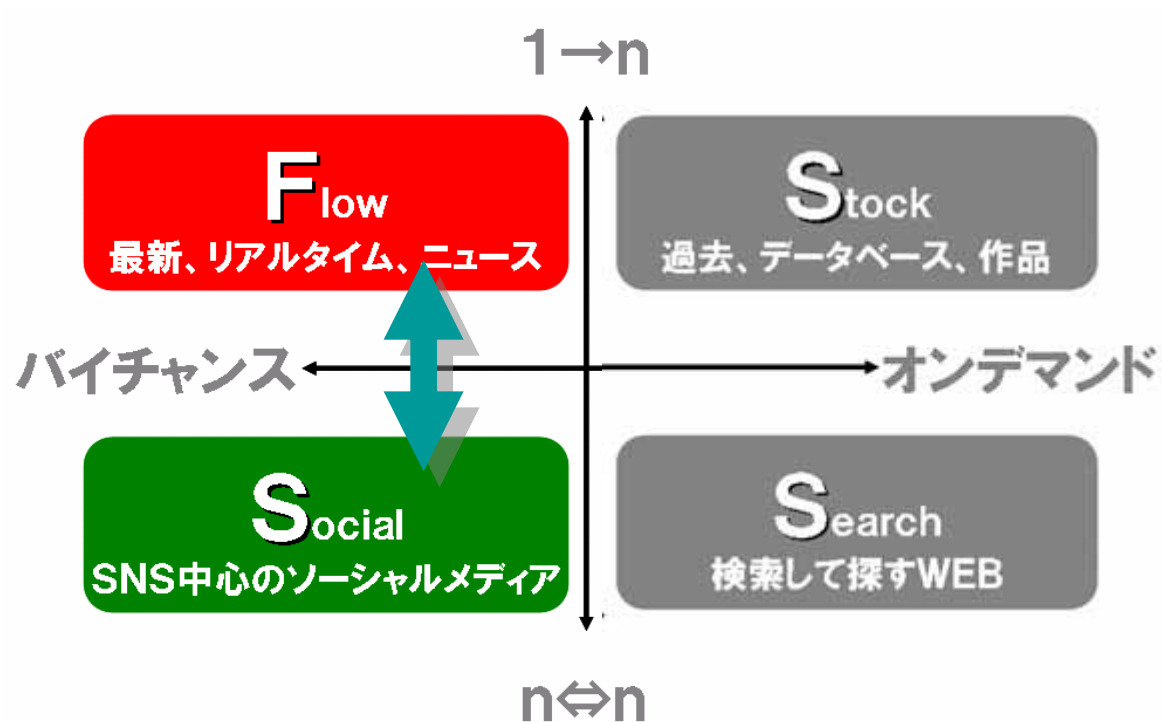 1→n
Flow
最新、リアルタイム、ニュース
Stock
過去、データベース、作品
バイチャンス
オンデマンド
Social
SNS中心のソーシャルメディア
Search
検索して探すWEB
n⇔n